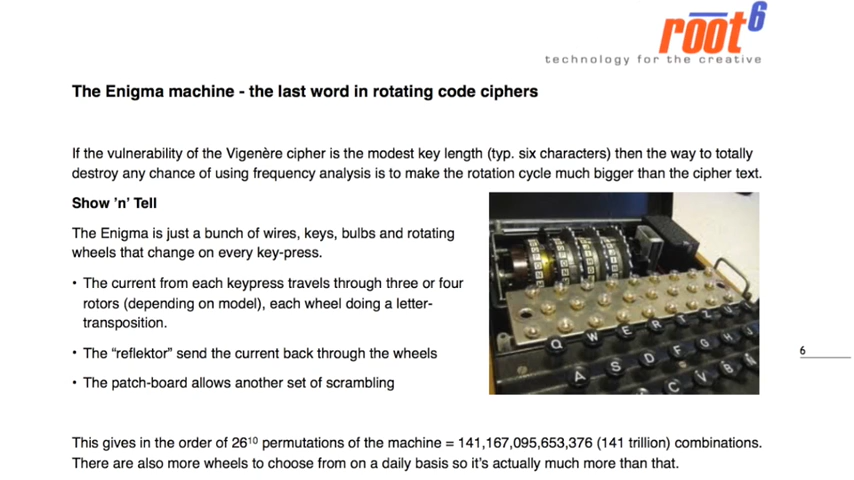 root6
technology for the creative
The Enigma machine - the last word in rotating code ciphers
If the vulnerability of the Vigenère cipher is the modest key length (typ. six characters) then the way to totally
destroy any chance of using frequency analysis is to make the rotation cycle much bigger than the cipher text.
Show 'n' Tell
The Enigma is just a bunch of wires, keys, bulbs and rotating
wheels that change on every key-press.
• The current from each keypress travels through three or four
rotors (depending on model), each wheel doing a letter-
transposition.
• The “reflektor” send the current back through the wheels
• The patch-board allows another set of scrambling
Q W E R T Z U
A S D F G H J
C V B N
6
This gives in the order of 26¹⁰ permutations of the machine = 141,167,095,653,376 (141 trillion) combinations.
There are also more wheels to choose from on a daily basis so it's actually much more than that.